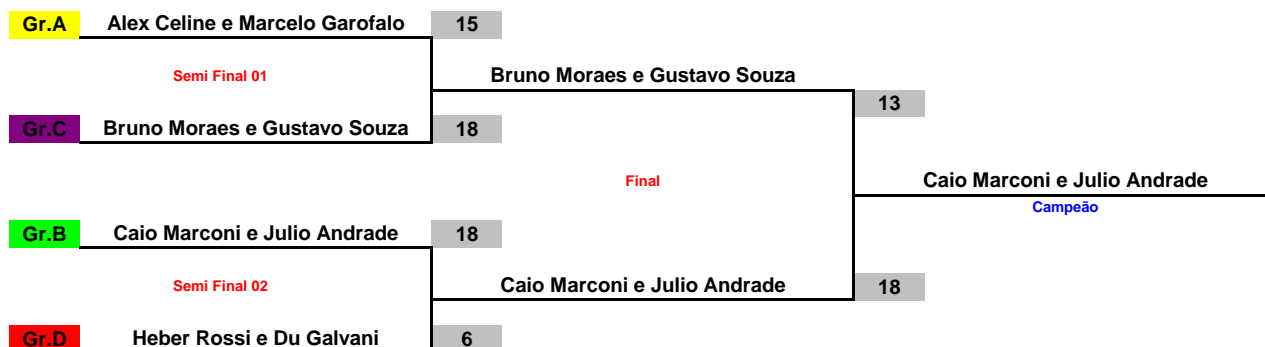 Gr.A Alex Celine e Marcelo Garofalo 15
Semi Final 01 Bruno Moraes e Gustavo Souza
13
Gr.C Bruno Moraes e Gustavo Souza 18
Final Caio Marconi e Julio Andrade
Campeão
Gr.B Caio Marconi e Julio Andrade 18
Semi Final 02 Caio Marconi e Julio Andrade 18
Gr.D Heber Rossi e Du Galvani 6